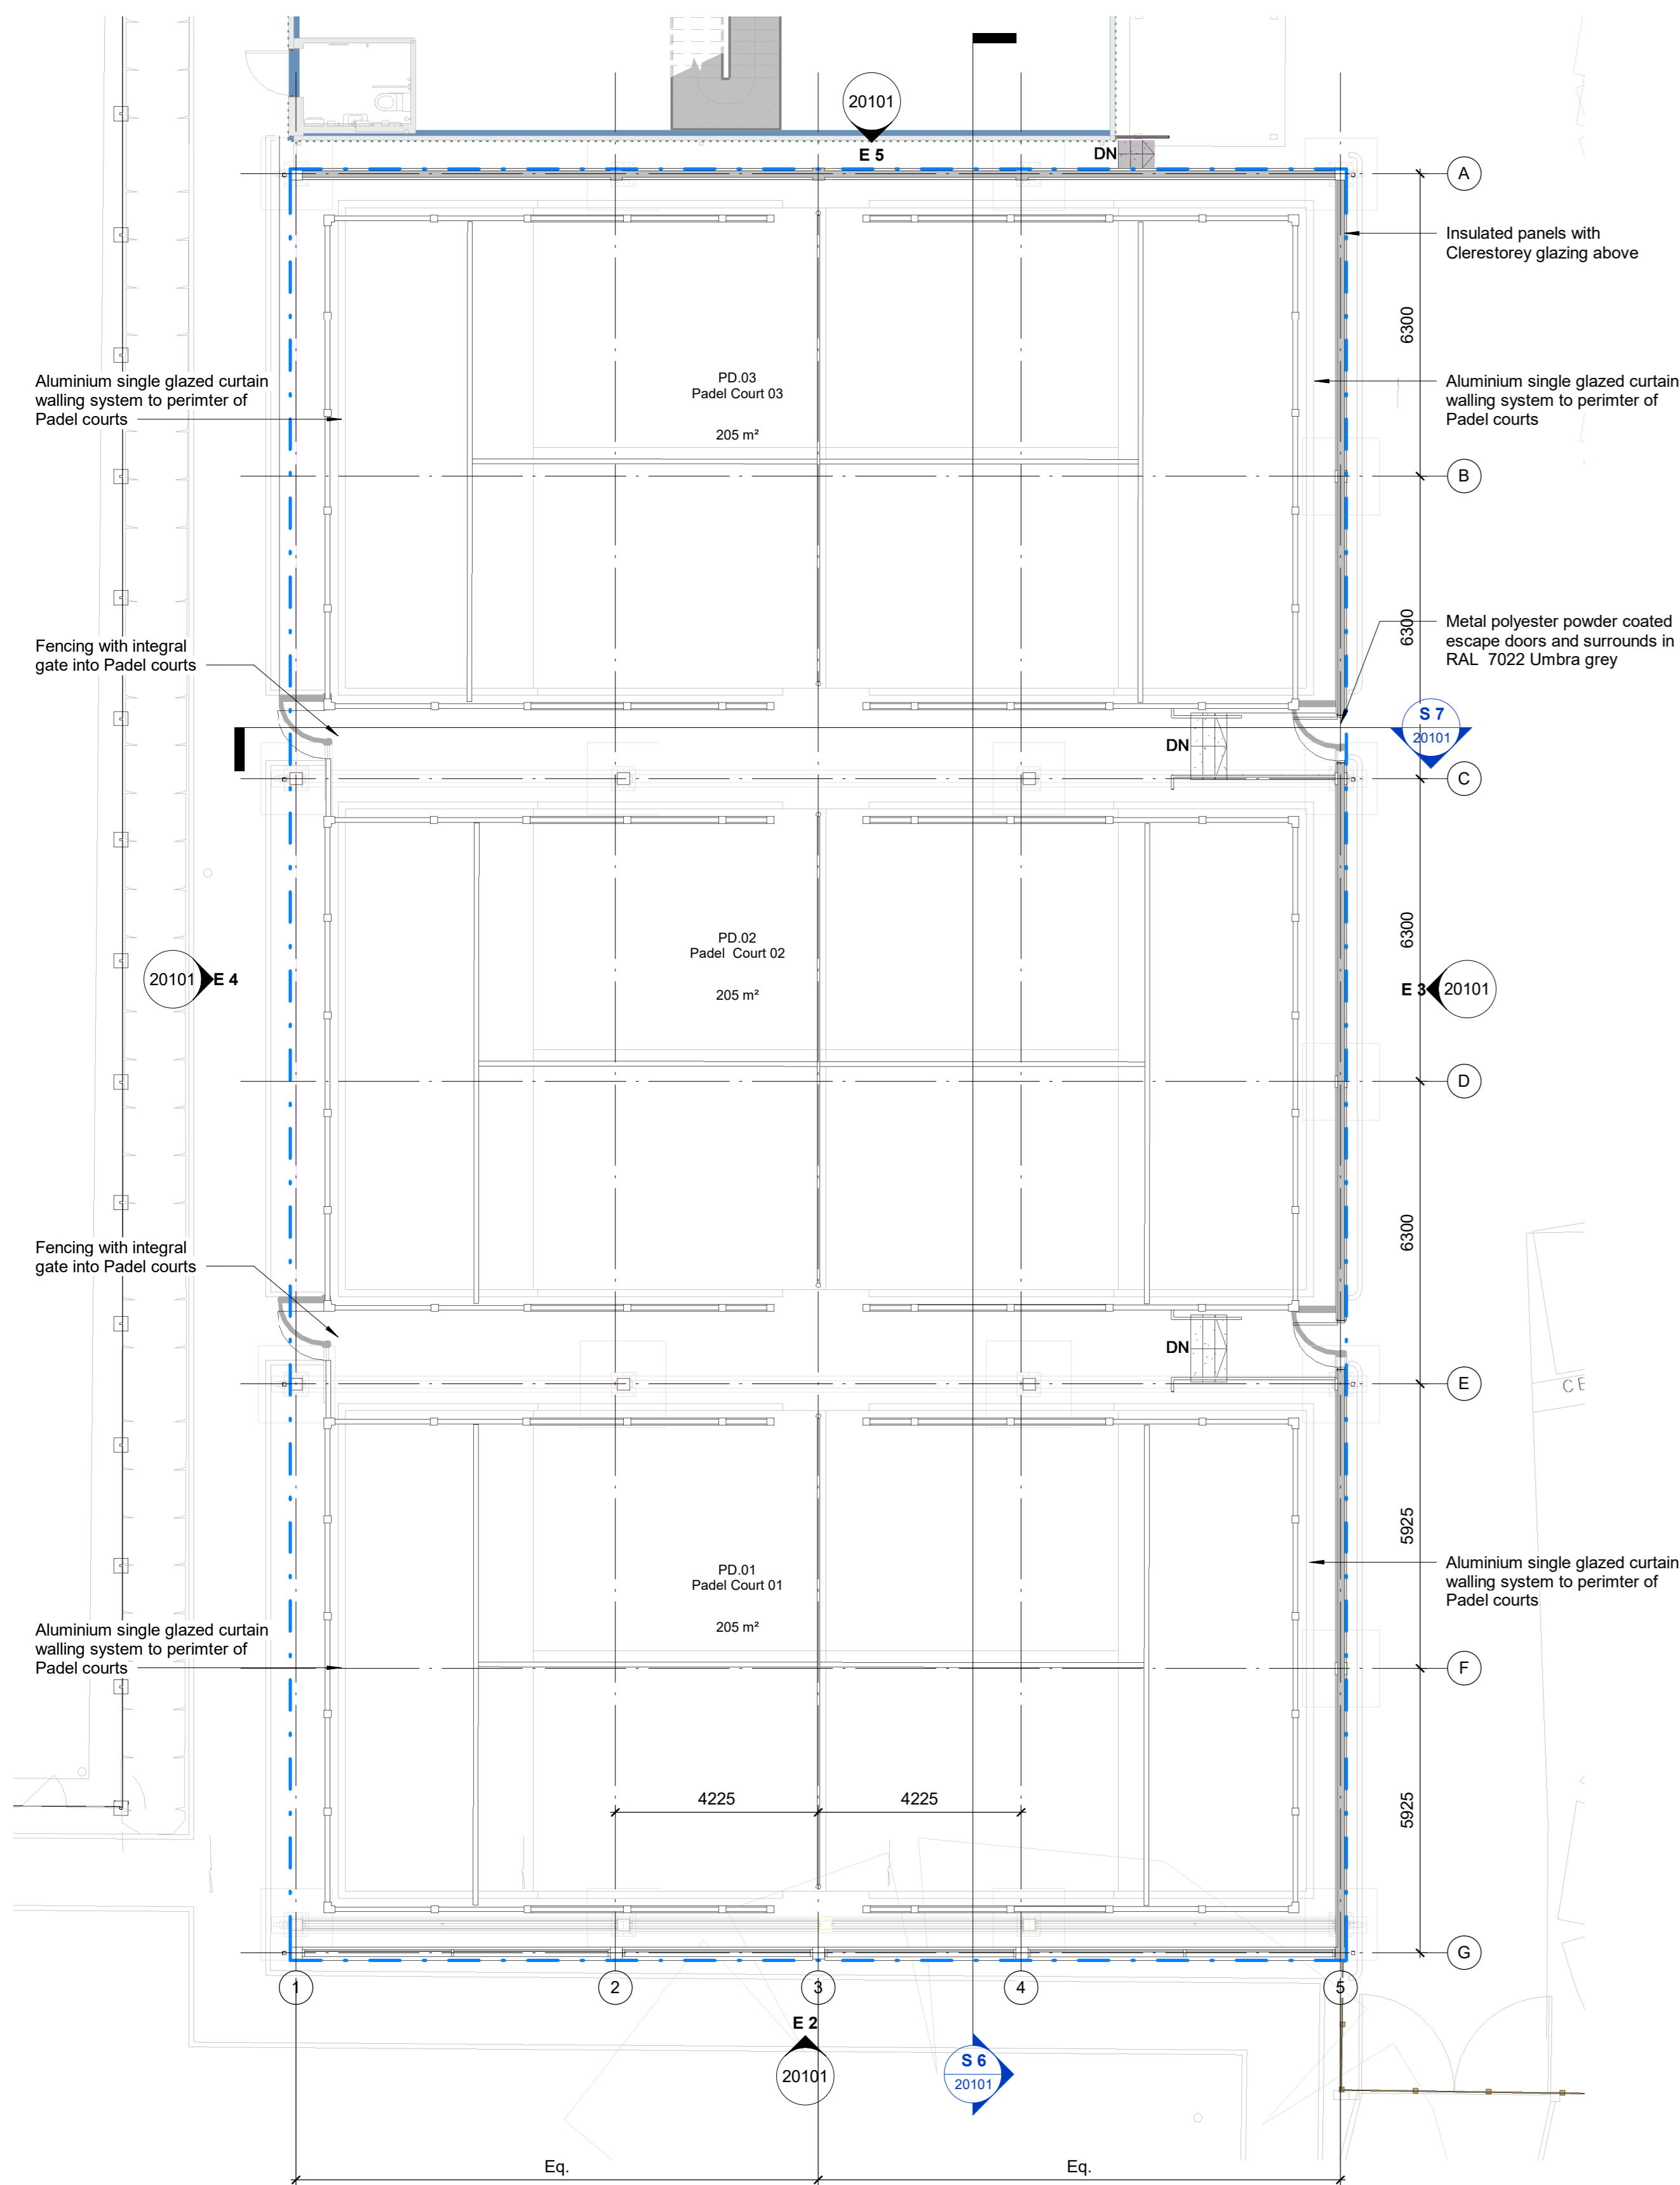 20101
E 5
DN
A
Insulated panels with
Clerestorey glazing above
6300
Aluminium single glazed curtain
walling system to perimter of
Padel courts
PD.03
Padel Court 03
205 m²
Aluminium single glazed curtain
walling system to perimter of
Padel courts
B
6300
Metal polyester powder coated
escape doors and surrounds in
RAL 7022 Umbra grey
Fencing with integral
gate into Padel courts
S 7
20101
DN
C
6300
PD.02
Padel Court 02
205 m²
20101
E 4
E 3
20101
D
6300
Fencing with integral
gate into Padel courts
DN
E
CE
5925
PD.01
Padel Court 01
205 m²
Aluminium single glazed curtain
walling system to perimter of
Padel courts
Aluminium single glazed curtain
walling system to perimter of
Padel courts
F
4225
4225
5925
G
1
2
3
4
5
E 2
20101
S 6
20101
Eq.
Eq.